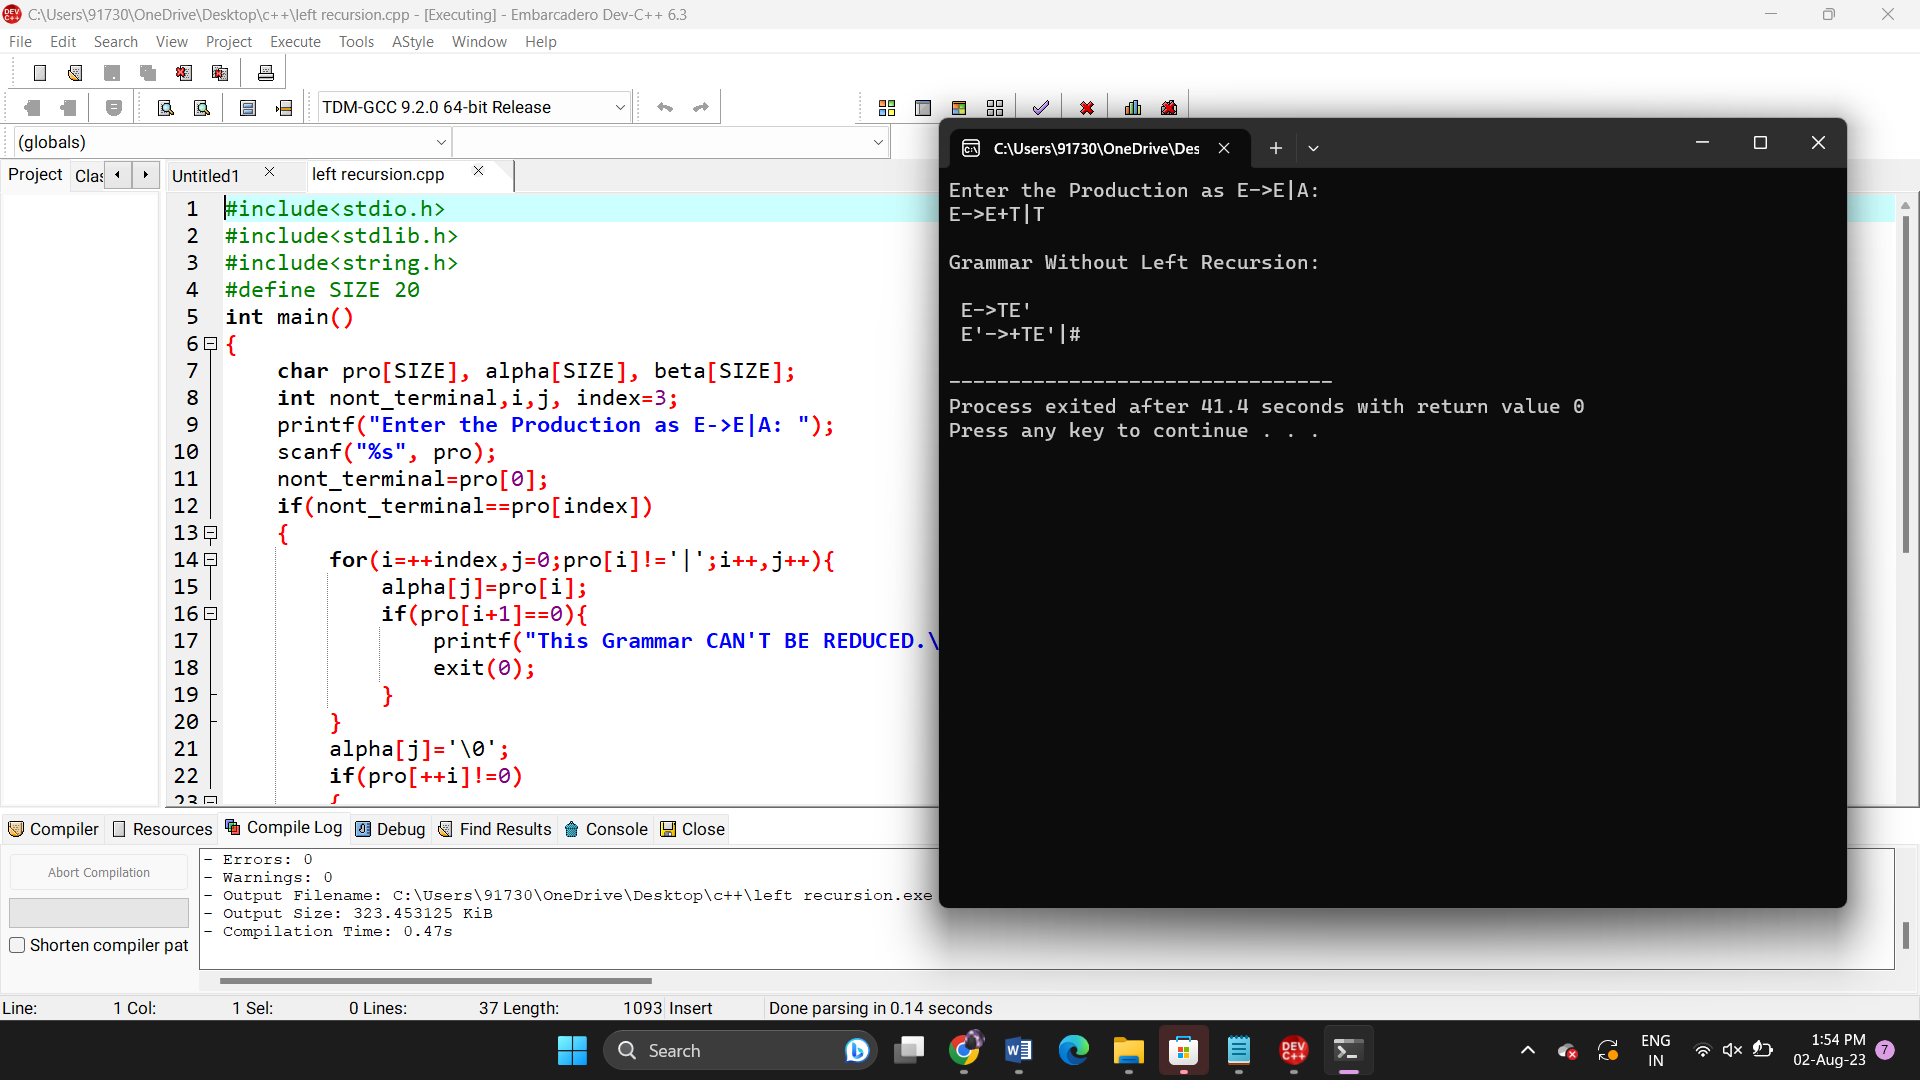 C:\Users\91730\OneDrive\Desktop\c++\left recursion.cpp - [Executing] - Embarcadero Dev-C++ 6.3
File Edit Search View Project Execute Tools AStyle Window Help
TDM-GCC 9.2.0 64-bit Release
(globals)
Project Clas Untitled1 left recursion.cpp
1 #include<stdio.h>
2 #include<stdlib.h>
3 #include<string.h>
4 #define SIZE 20
5 int main()
6 {
7 char pro[SIZE], alpha[SIZE], beta[SIZE];
8 int nont_terminal,i,j, index=3;
9 printf("Enter the Production as E->E|A: ");
10 scanf("%s", pro);
11 nont_terminal=pro[0];
12 if(nont_terminal==pro[index])
13 {
14 for(i=++index,j=0;pro[i]!='|';i++,j++){
15 alpha[j]=pro[i];
16 if(pro[i+1]==0){
17 printf("This Grammar CAN'T BE REDUCED.\
18 exit(0);
19 }
20 }
21 alpha[j]='\0';
22 if(pro[++i]!=0)
23 {
C:\Users\91730\OneDrive\Des
Enter the Production as E->E|A:
E->E+T|T
Grammar Without Left Recursion:
E->TE'
E'->+TE'|#
--------------------------------
Process exited after 41.4 seconds with return value 0
Press any key to continue . . .
Compiler Resources Compile Log Debug Find Results Console Close
Abort Compilation
Shorten compiler pat
- Errors: 0
- Warnings: 0
- Output Filename: C:\Users\91730\OneDrive\Desktop\c++\left recursion.exe
- Output Size: 323.453125 KiB
- Compilation Time: 0.47s
Line: 1 Col: 1 Sel: 0 Lines: 37 Length: 1093 Insert Done parsing in 0.14 seconds
Search
DEV C++
ENG
IN
1:54 PM
02-Aug-23
7